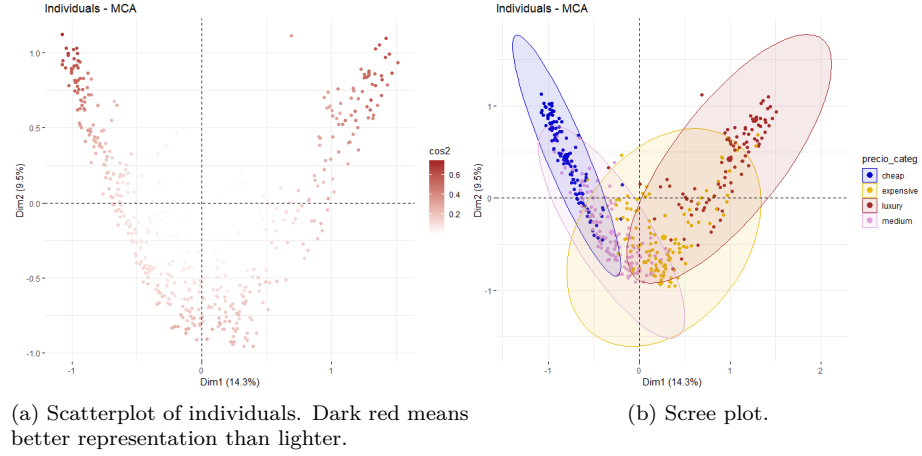 Individuals - MCA
1.0
0.5
0.0
-0.5
-1.0
-1
0
1
Dim2 (9.5%)
Dim1 (14.3%)
cos2
0.6
0.4
0.2
(a) Scatterplot of individuals. Dark red means
better representation than lighter.
Individuals - MCA
1
0
-1
-1
0
1
2
Dim2 (9.5%)
Dim1 (14.3%)
precio_categ
cheap
expensive
luxury
medium
(b) Scree plot.